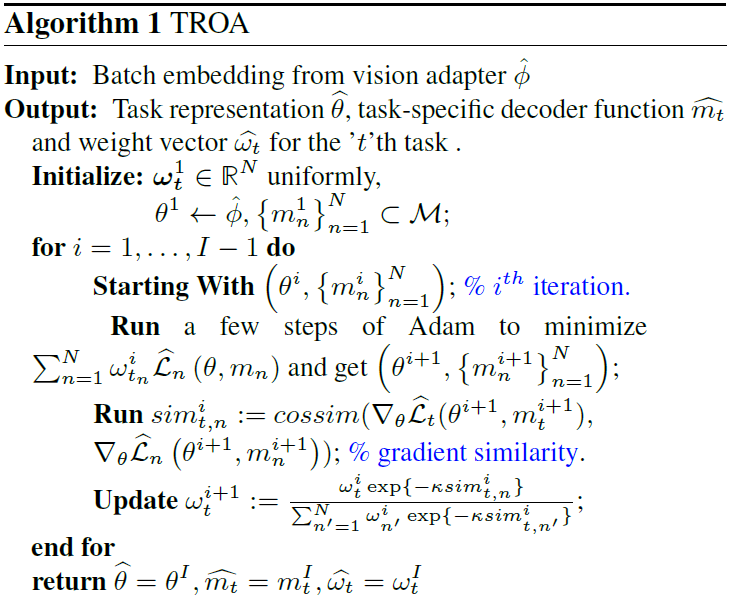 Algorithm 1 TROA
Input: Batch embedding from vision adapter $\hat{\phi}$
Output: Task representation $\widehat{\theta}$, task-specific decoder function $\widehat{m_t}$
and weight vector $\widehat{\omega_t}$ for the '$t$'th task .
Initialize: $\boldsymbol{\omega}_t^1 \in \mathbb{R}^N$ uniformly,
$\theta^1 \leftarrow \hat{\phi}, \{m_n^1\}_{n=1}^N \subset \mathcal{M}$;
for $i = 1, \ldots, I-1$ do
Starting With $\left(\theta^i, \{m_n^i\}_{n=1}^N\right)$; % $i^{th}$ iteration.
Run a few steps of Adam to minimize
$\sum_{n=1}^N \omega_{t_n}^i \widehat{\mathcal{L}}_n (\theta, m_n)$ and get $\left(\theta^{i+1}, \{m_n^{i+1}\}_{n=1}^N\right)$;
Run $sim_{t,n}^i := cossim(\nabla_\theta \widehat{\mathcal{L}}_t(\theta^{i+1}, m_t^{i+1}),$
$\nabla_\theta \widehat{\mathcal{L}}_n (\theta^{i+1}, m_n^{i+1}))$; % gradient similarity.
Update $\omega_t^{i+1} := \frac{\omega_t^i \exp\{-\kappa sim_{t,n}^i\}}{\sum_{n'=1}^N \omega_{n'}^i \exp\{-\kappa sim_{t,n'}^i\}}$;
end for
return $\widehat{\theta} = \theta^I, \widehat{m_t} = m_t^I, \widehat{\omega_t} = \omega_t^I$